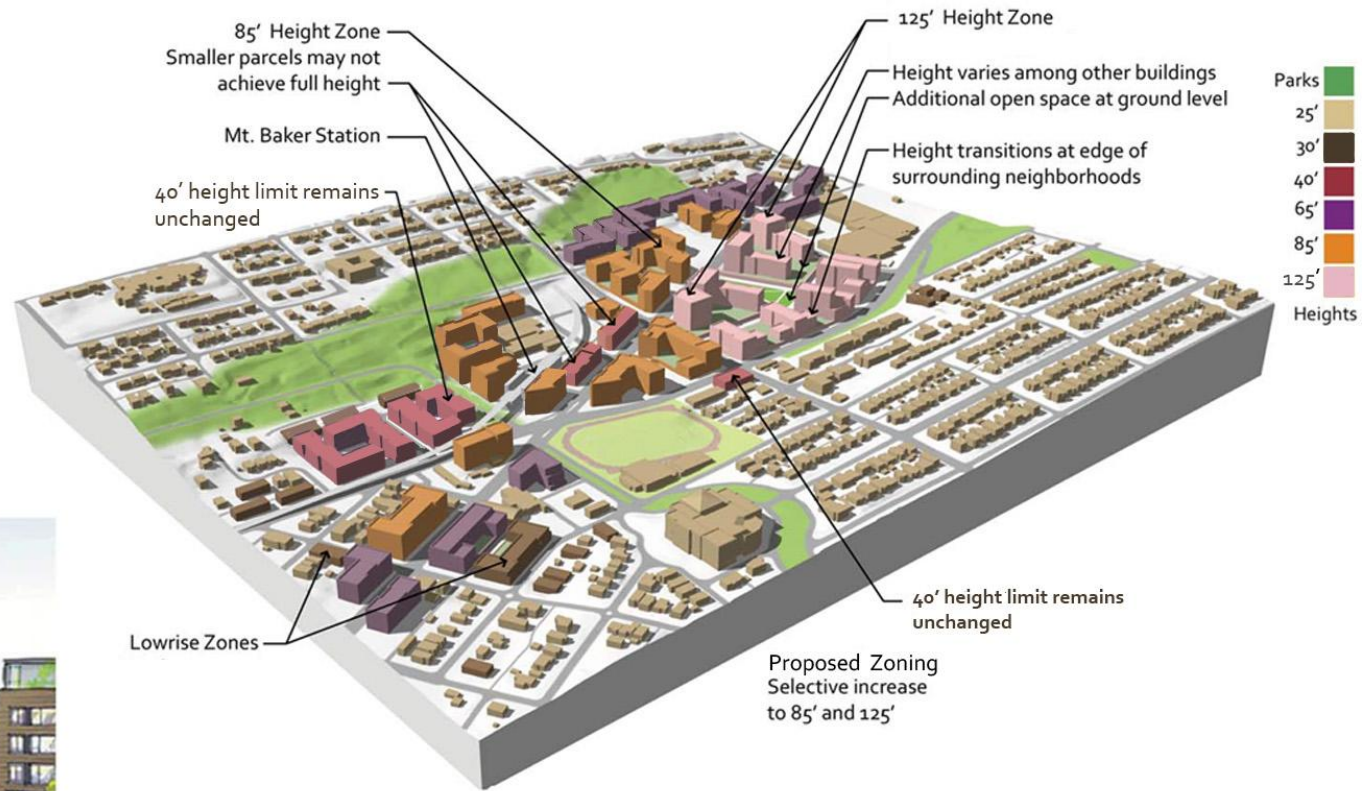 85' Height Zone
Smaller parcels may not
achieve full height
Mt. Baker Station
40' height limit remains
unchanged
125' Height Zone
Height varies among other buildings
Additional open space at ground level
Height transitions at edge of
surrounding neighborhoods
Parks
25'
30'
40'
65'
85'
125'
Heights
Lowrise Zones
40' height limit remains
unchanged
Proposed Zoning
Selective increase
to 85' and 125'